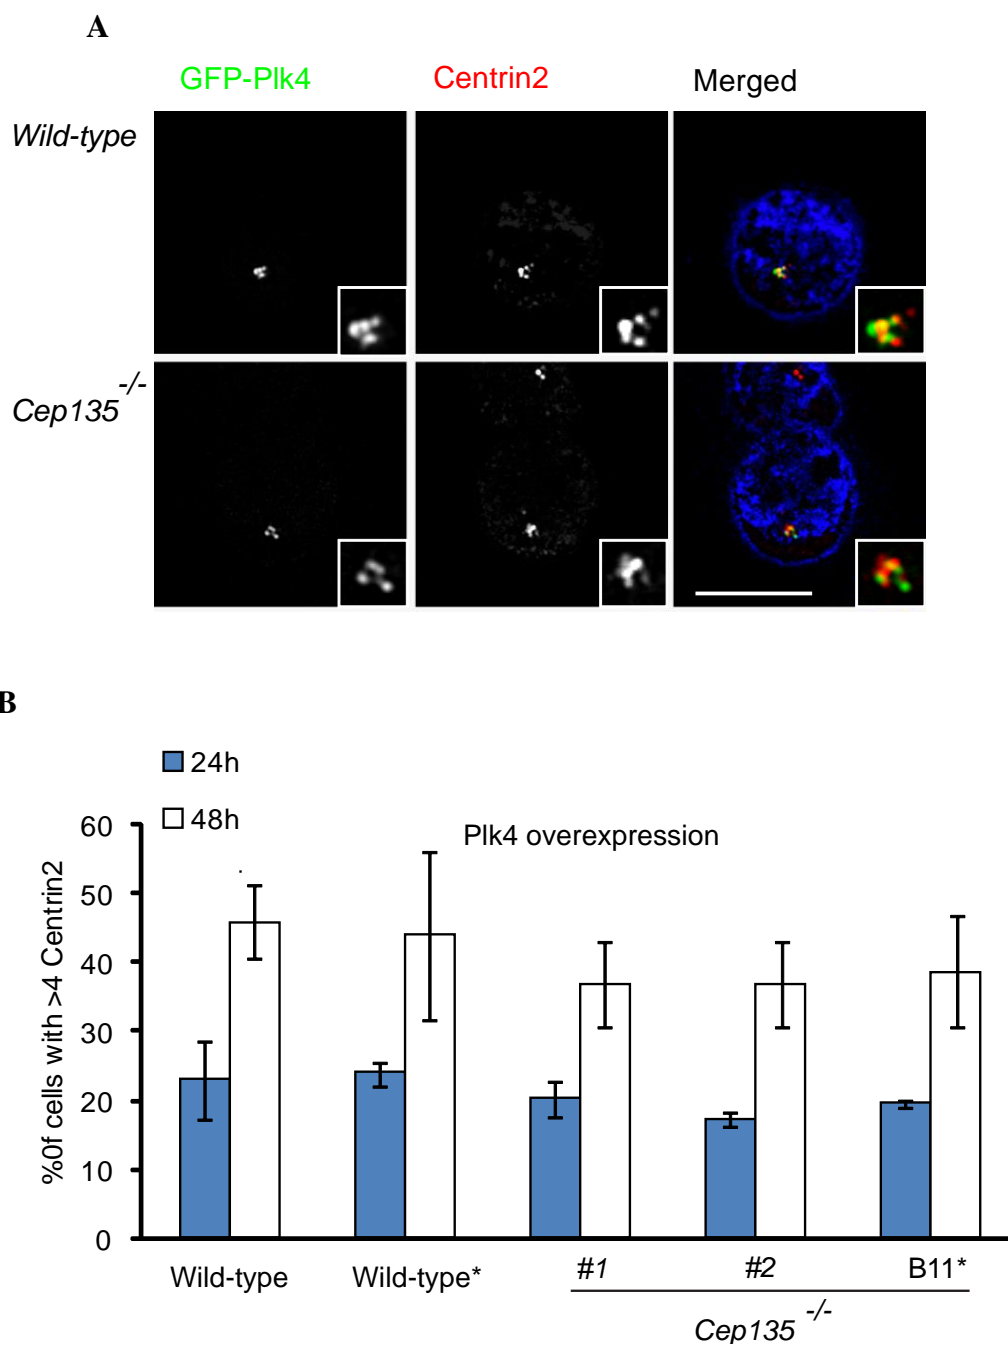 A
GFP-Plk4 Centrin2 Merged
Wild-type
Cep135 -/-
B
24h
48h
Plk4 overexpression
%0f cells with >4 Centrin2
60
50
40
30
20
10
0
Wild-type Wild-type* #1 #2 B11*
Cep135 -/-